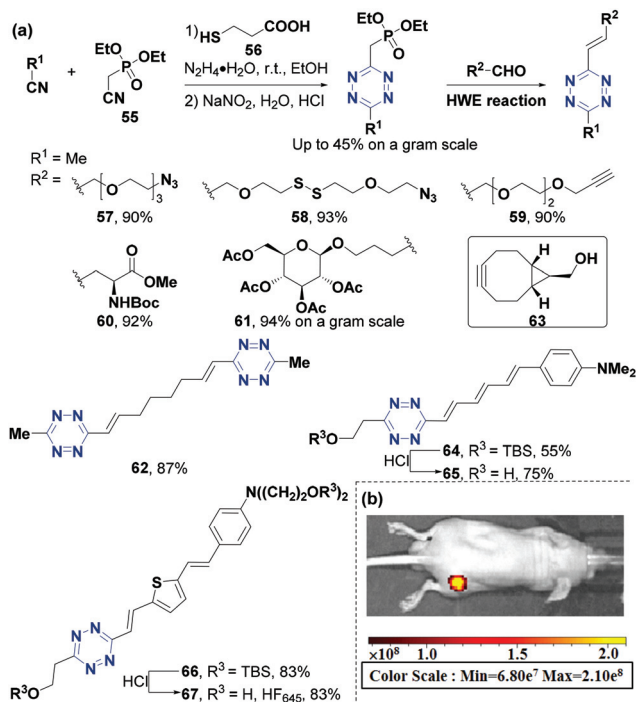 (a)
EtO O OEt
P
R¹
CN
+
EtO OEt
P O
CN
55
1) HS COOH
56
N₂H₄•H₂O, r.t., EtOH
2) NaNO₂, H₂O, HCl
N N
N N
R¹
R²−CHO
HWE reaction
R²
N N
N N
R¹
Up to 45% on a gram scale
R¹ = Me
R² =
( O ) 3 N₃
57, 90%
O S S O N₃
58, 93%
( O ) 2 O
59, 90%
O
OMe
NHBoc
60, 92%
AcO O O
AcO OAc
OAc
61, 94% on a gram scale
H
OH
H
63
N=N
Me
N−N
N−N
Me
N=N
62, 87%
NMe₂
N=N
N−N
R³O
HCl
64, R³ = TBS, 55%
65, R³ = H, 75%
N((CH₂)₂OR³)₂
S
N=N
N−N
R³O
HCl
66, R³ = TBS, 83%
67, R³ = H, HF₆₄₅, 83%
(b)
×10⁸ 1.0 1.5 2.0
Color Scale : Min=6.80e⁷ Max=2.10e⁸